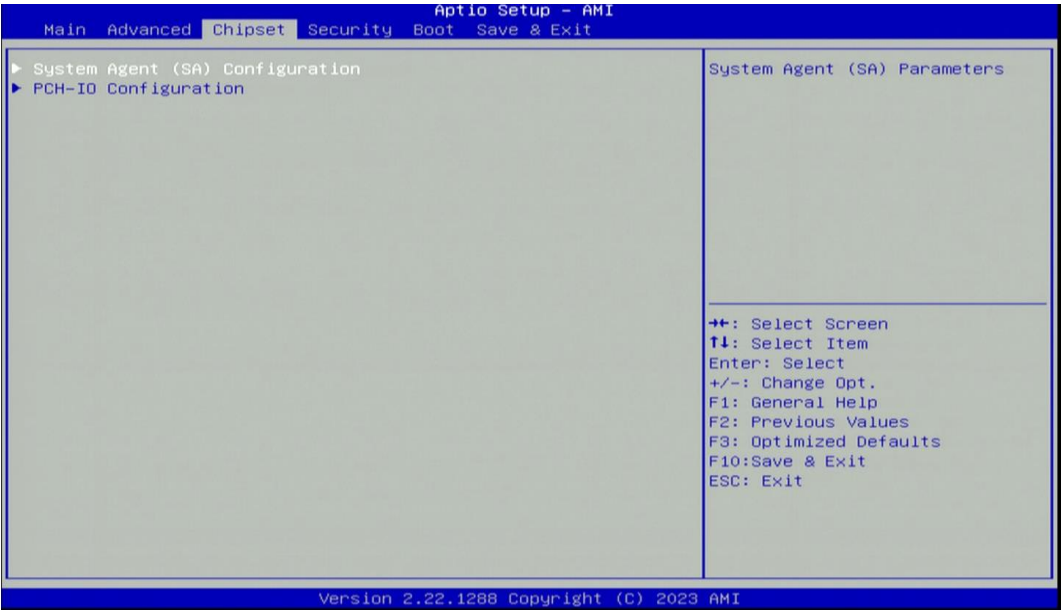 Aptio Setup – AMI
Main Advanced Chipset Security Boot Save & Exit
▶ System Agent (SA) Configuration
▶ PCH-IO Configuration
System Agent (SA) Parameters
→←: Select Screen
↑↓: Select Item
Enter: Select
+/-: Change Opt.
F1: General Help
F2: Previous Values
F3: Optimized Defaults
F10:Save & Exit
ESC: Exit
Version 2.22.1288 Copyright (C) 2023 AMI